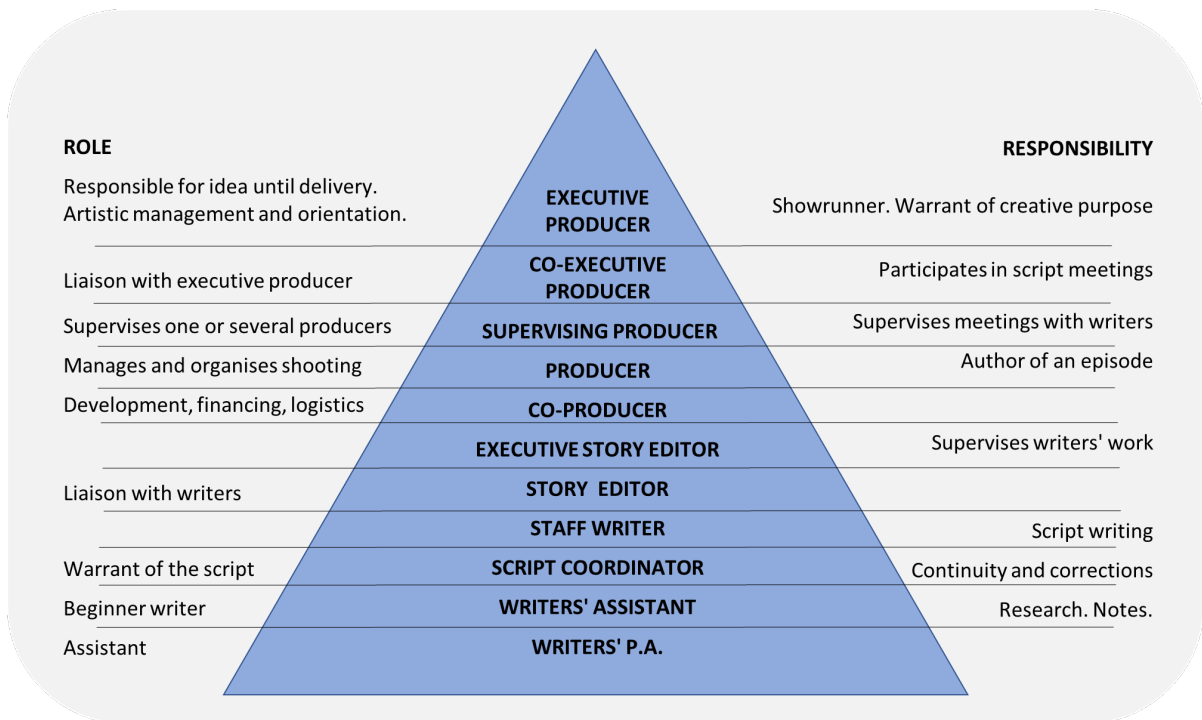 ROLE
RESPONSIBILITY
Responsible for idea until delivery.
Artistic management and orientation.
EXECUTIVE
PRODUCER
Showrunner. Warrant of creative purpose
Liaison with executive producer
CO-EXECUTIVE
PRODUCER
Participates in script meetings
Supervises one or several producers
SUPERVISING PRODUCER
Supervises meetings with writers
Manages and organises shooting
PRODUCER
Author of an episode
Development, financing, logistics
CO-PRODUCER
EXECUTIVE STORY EDITOR
Supervises writers' work
Liaison with writers
STORY EDITOR
STAFF WRITER
Script writing
Warrant of the script
SCRIPT COORDINATOR
Continuity and corrections
Beginner writer
WRITERS' ASSISTANT
Research. Notes.
Assistant
WRITERS' P.A.